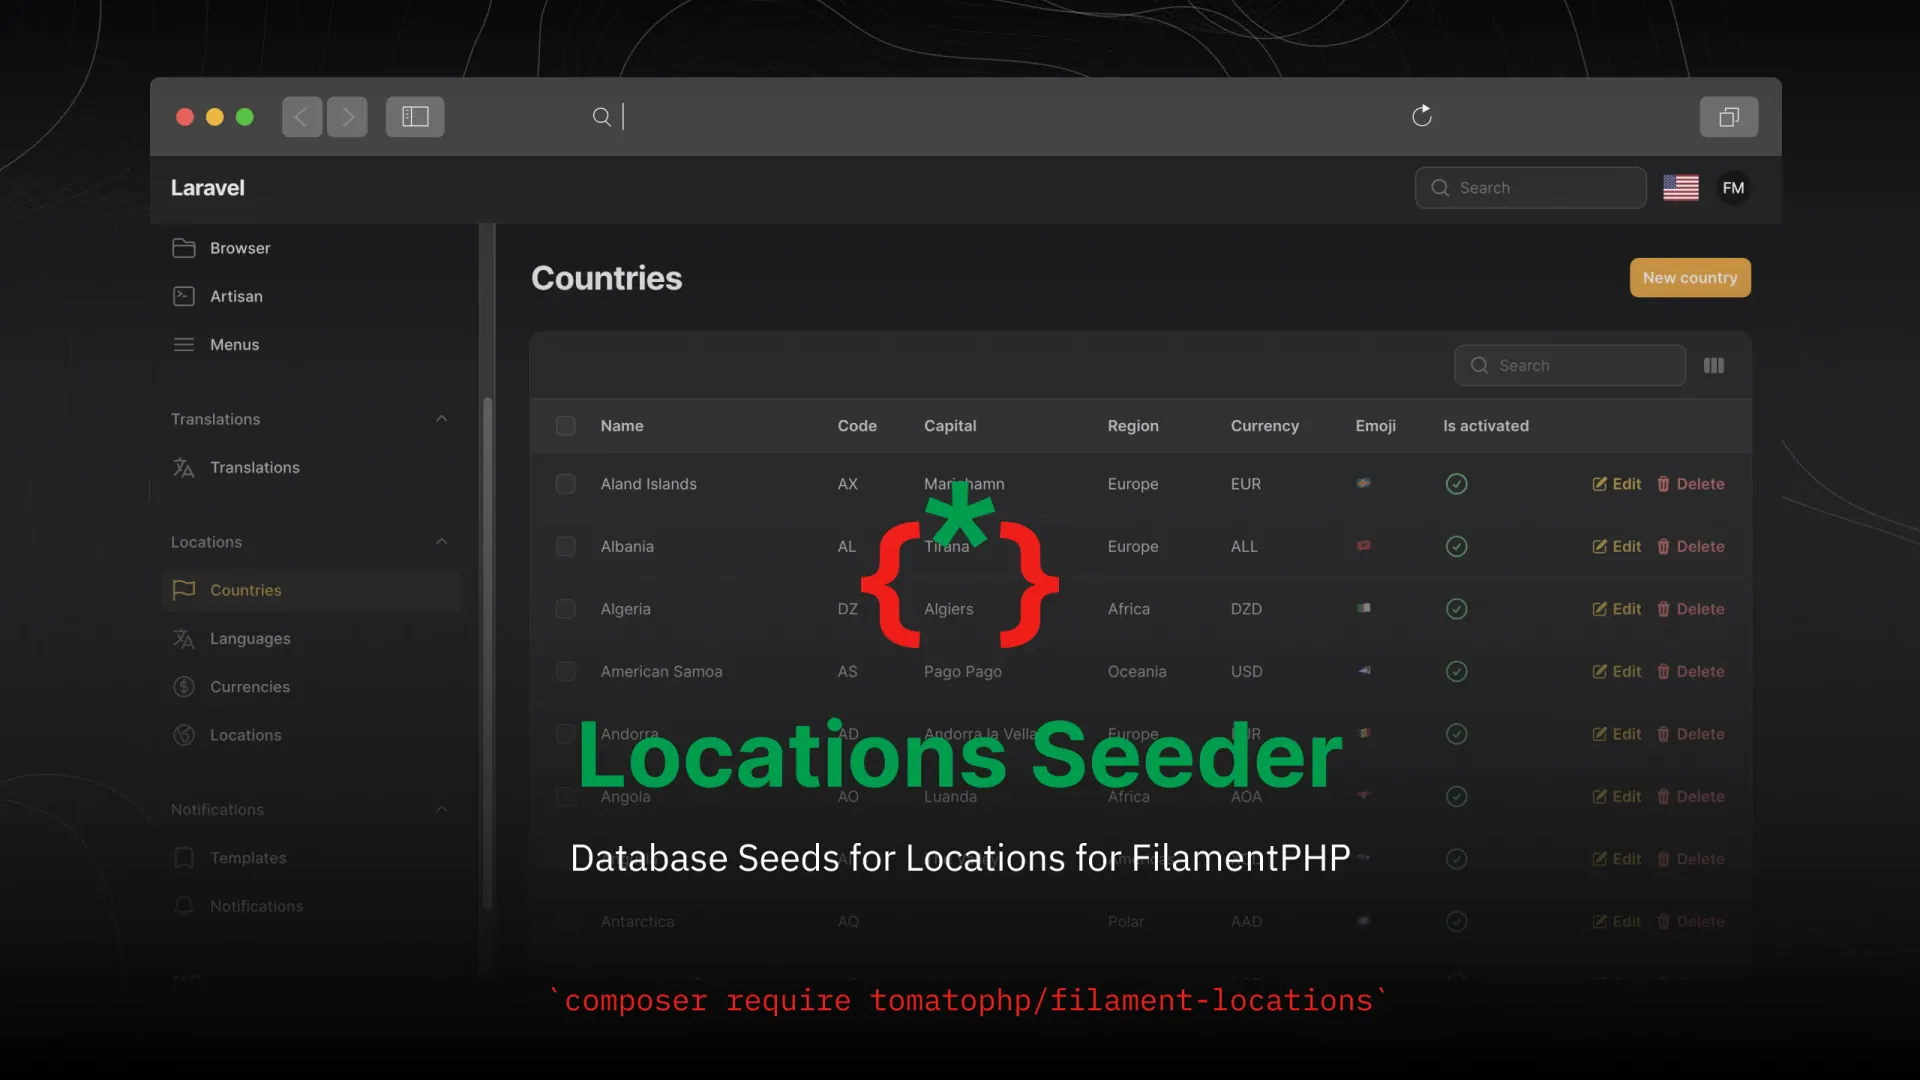 Laravel
Search
FM
Browser
Artisan
Menus
Translations
Translations
Locations
Countries
Languages
Currencies
Locations
Notifications
Templates
Notifications
Countries
New country
Search
Name Code Capital Region Currency Emoji Is activated
Aland Islands AX Mariehamn Europe EUR Edit Delete
Albania AL Tirana Europe ALL Edit Delete
Algeria DZ Algiers Africa DZD Edit Delete
American Samoa AS Pago Pago Oceania USD Edit Delete
Andorra AD Andorra la Vella Europe EUR Edit Delete
Angola AO Luanda Africa AOA Edit Delete
Edit Delete
Antarctica AQ Polar AAD Edit Delete
{*}
Locations Seeder
Database Seeds for Locations for FilamentPHP
`composer require tomatophp/filament-locations`